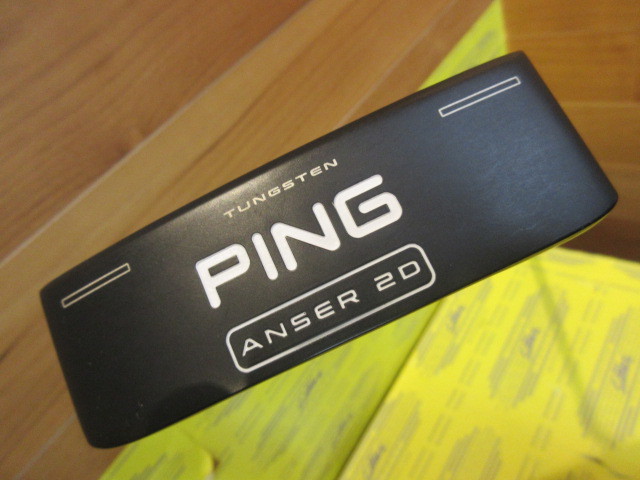 TUNGSTEN
PING
ANSER 2D